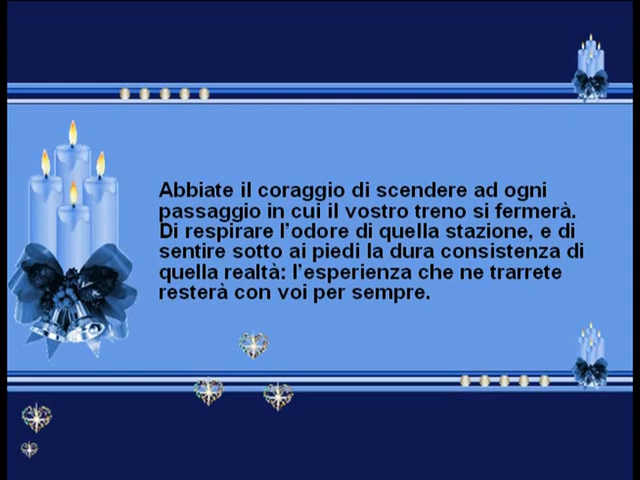 Abbiate il coraggio di scendere ad ogni
passaggio in cui il vostro treno si fermerà.
Di respirare l'odore di quella stazione, e di
sentire sotto ai piedi la dura consistenza di
quella realtà: l'esperienza che ne trarrete
resterà con voi per sempre.